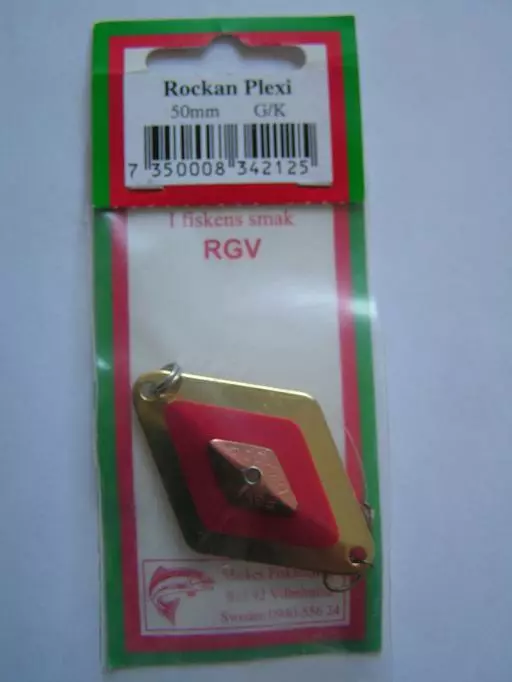 Rockan Plexi
50mm G/K
7 350008 342125
I fiskens smak
RGV
Sweden